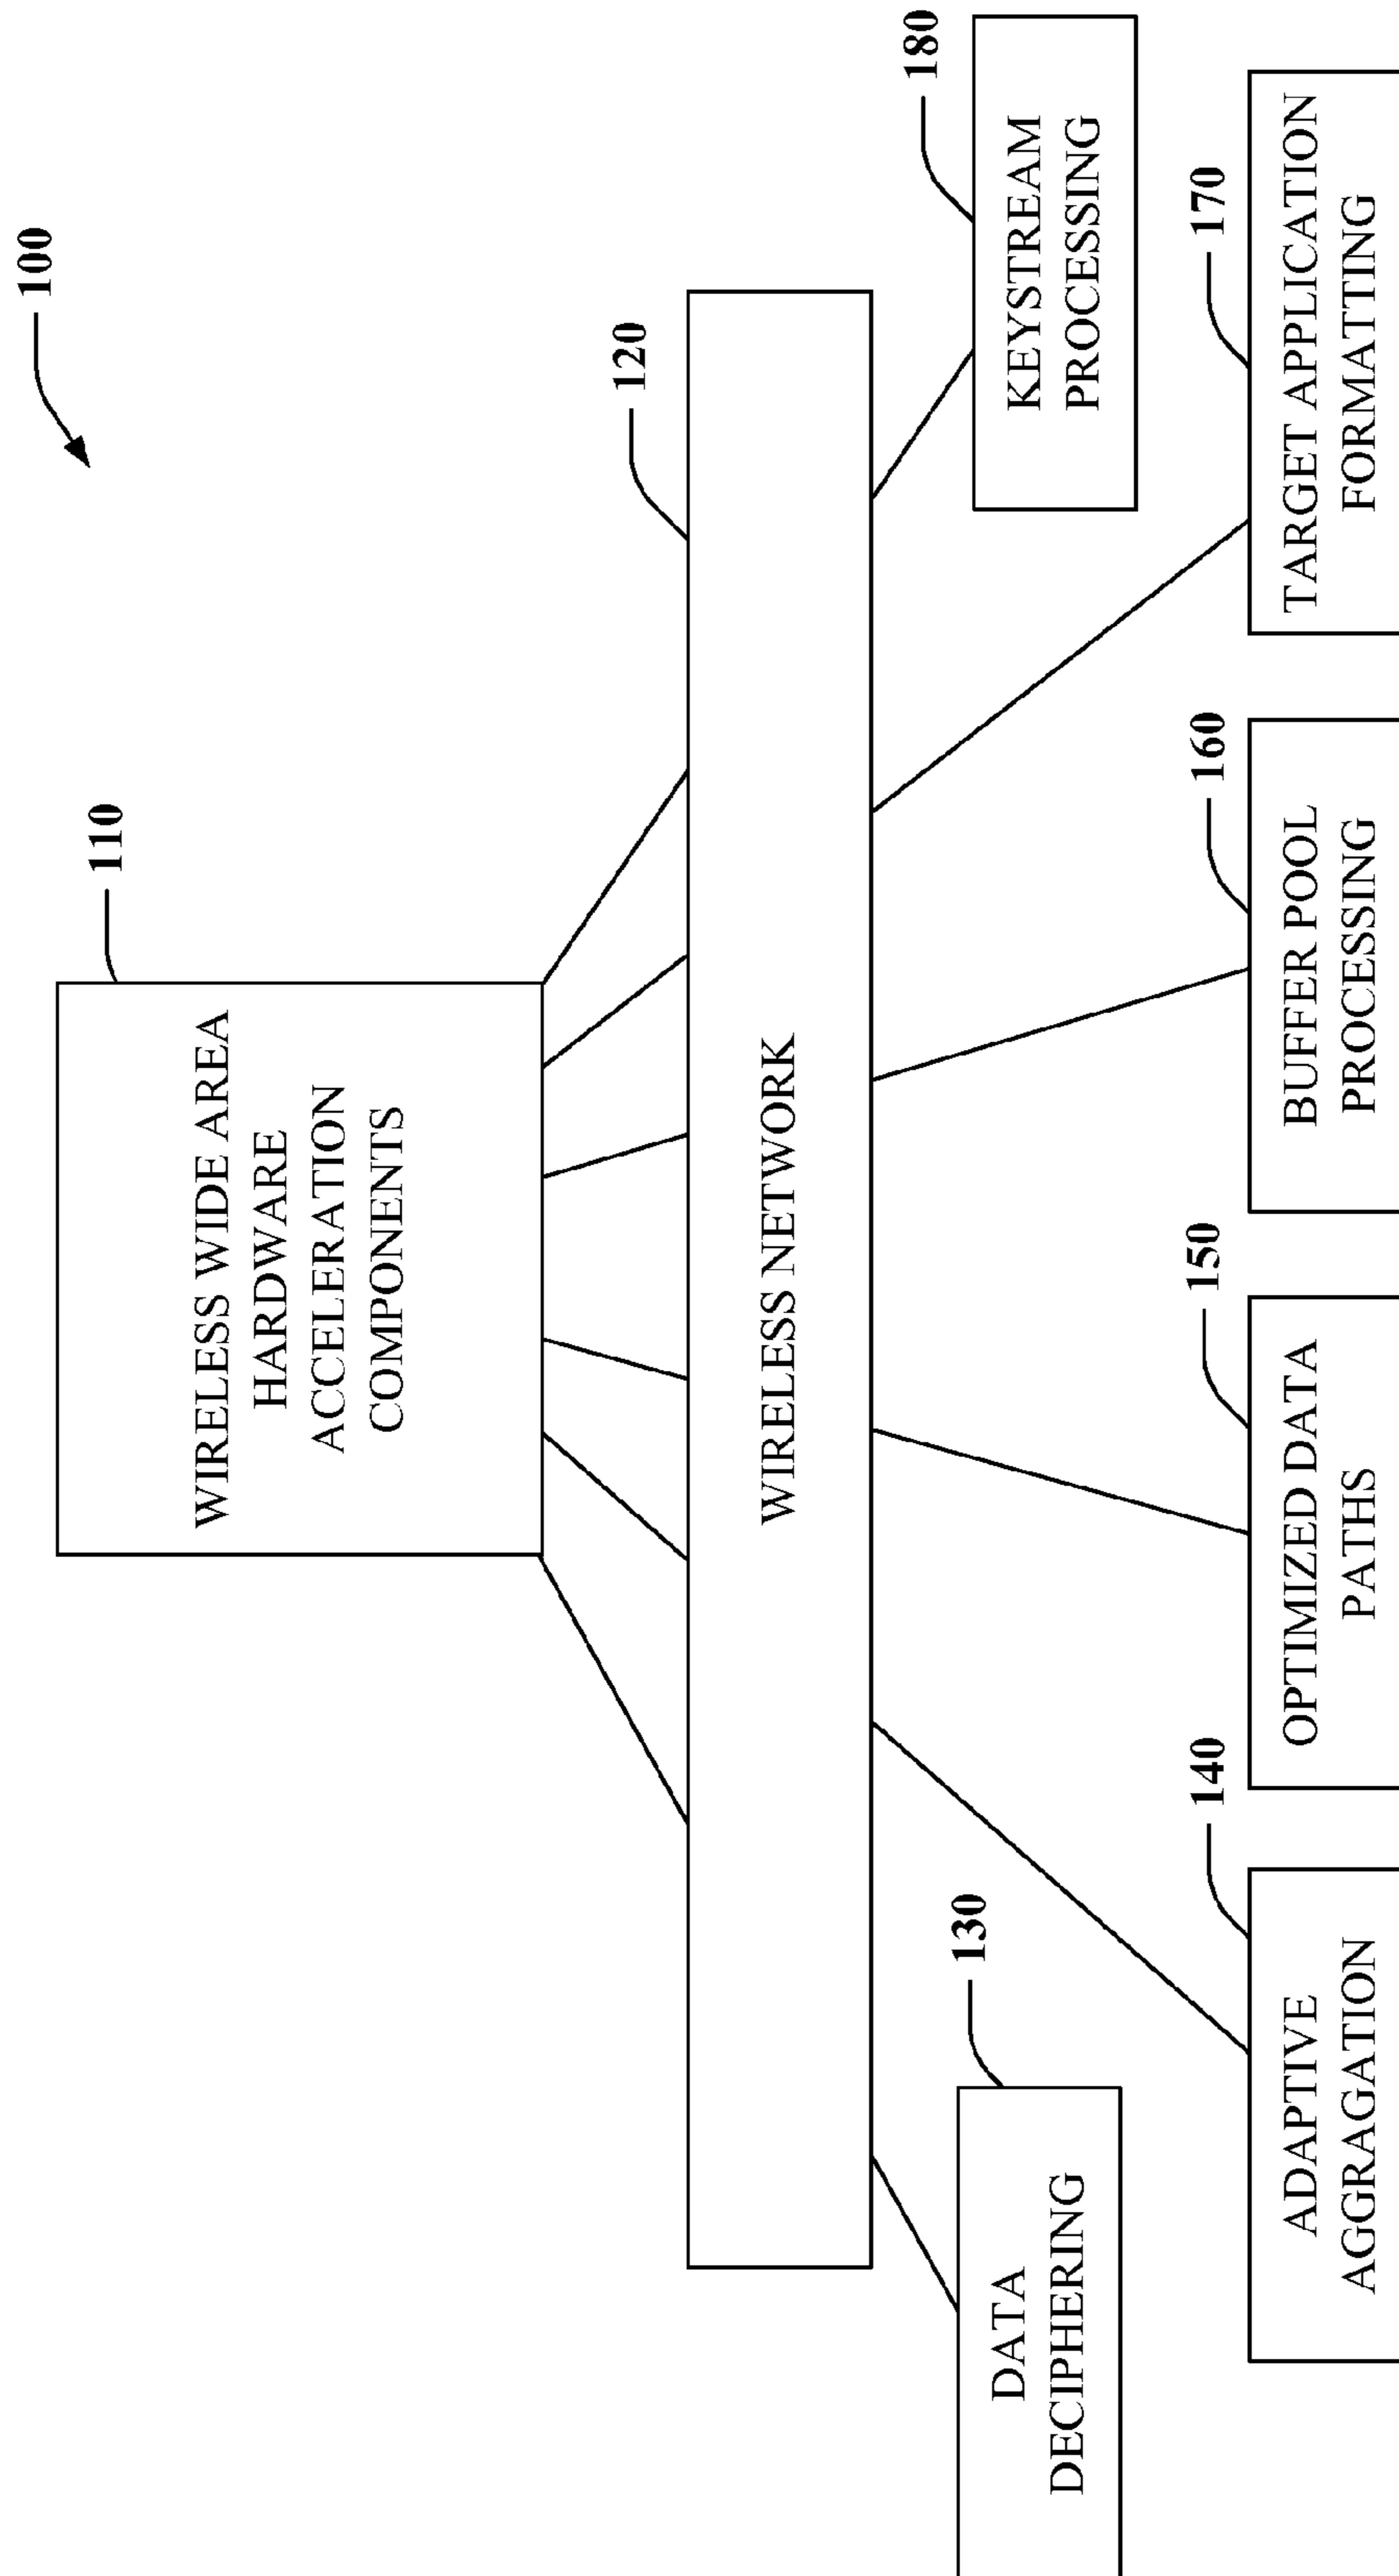 100
110
WIRELESS WIDE AREA
HARDWARE
ACCELERATION
COMPONENTS
120
WIRELESS NETWORK
130
DATA
DECIPHERING
180
KEYSTREAM
PROCESSING
140
ADAPTIVE
AGGRAGATION
150
OPTIMIZED DATA
PATHS
160
BUFFER POOL
PROCESSING
170
TARGET APPLICATION
FORMATTING